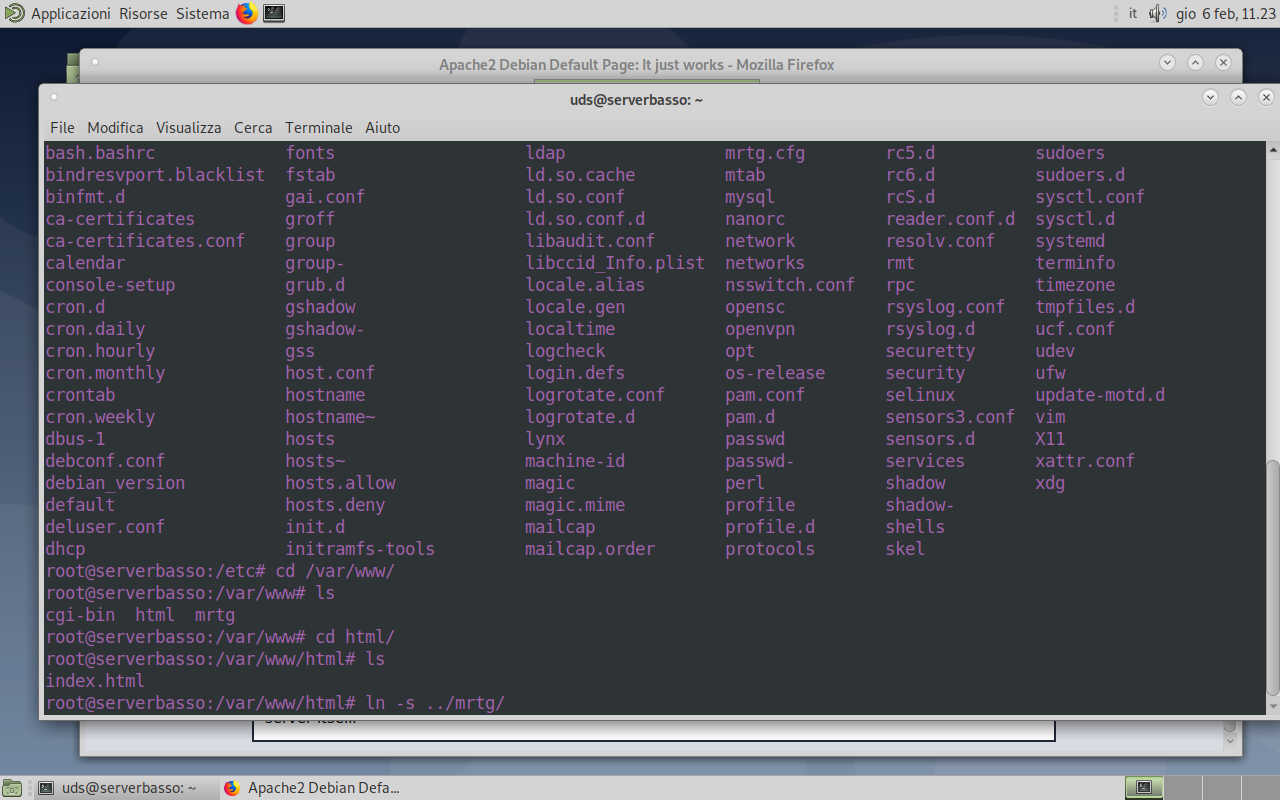 Applicazioni Risorse Sistema it gio 6 feb, 11.23
Apache2 Debian Default Page: It just works - Mozilla Firefox
uds@serverbasso: ~
File Modifica Visualizza Cerca Terminale Aiuto
bash.bashrc fonts ldap mrtg.cfg rc5.d sudoers
bindresvport.blacklist fstab ld.so.cache mtab rc6.d sudoers.d
binfmt.d gai.conf ld.so.conf mysql rcS.d sysctl.conf
ca-certificates groff ld.so.conf.d nanorc reader.conf.d sysctl.d
ca-certificates.conf group libaudit.conf network resolv.conf systemd
calendar group- libccid_Info.plist networks rmt terminfo
console-setup grub.d locale.alias nsswitch.conf rpc timezone
cron.d gshadow locale.gen opensc rsyslog.conf tmpfiles.d
cron.daily gshadow- localtime openvpn rsyslog.d ucf.conf
cron.hourly gss logcheck opt securetty udev
cron.monthly host.conf login.defs os-release security ufw
crontab hostname logrotate.conf pam.conf selinux update-motd.d
cron.weekly hostname~ logrotate.d pam.d sensors3.conf vim
dbus-1 hosts lynx passwd sensors.d X11
debconf.conf hosts~ machine-id passwd- services xattr.conf
debian_version hosts.allow magic perl shadow xdg
default hosts.deny magic.mime profile shadow-
deluser.conf init.d mailcap profile.d shells
dhcp initramfs-tools mailcap.order protocols skel
root@serverbasso:/etc# cd /var/www/
root@serverbasso:/var/www# ls
cgi-bin html mrtg
root@serverbasso:/var/www# cd html/
root@serverbasso:/var/www/html# ls
index.html
root@serverbasso:/var/www/html# ln -s ../mrtg/
uds@serverbasso: ~ Apache2 Debian Defa...